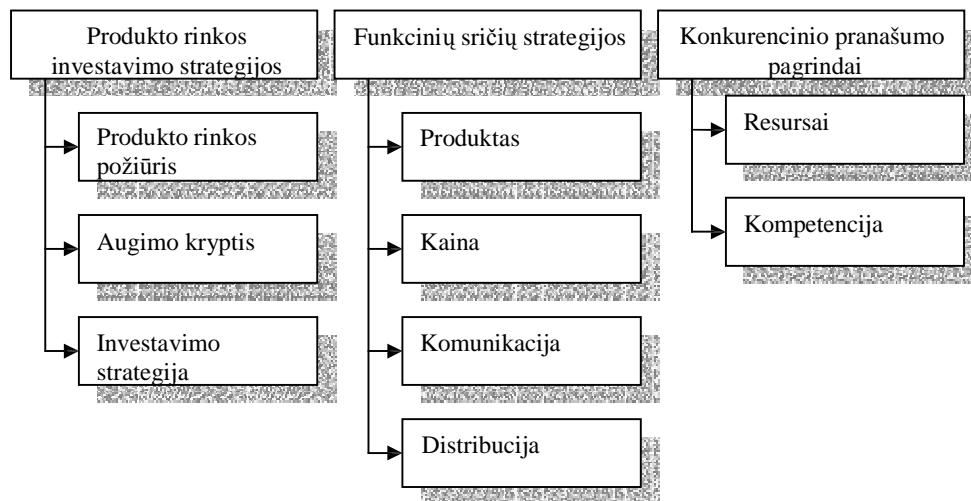 Produkto rinkos
investavimo strategijos
Produkto rinkos
požiūris
Augimo kryptis
Investavimo
strategija
Funkcinių sričių strategijos
Produktas
Kaina
Komunikacija
Distribucija
Konkurencinio pranašumo
pagrindai
Resursai
Kompetencija